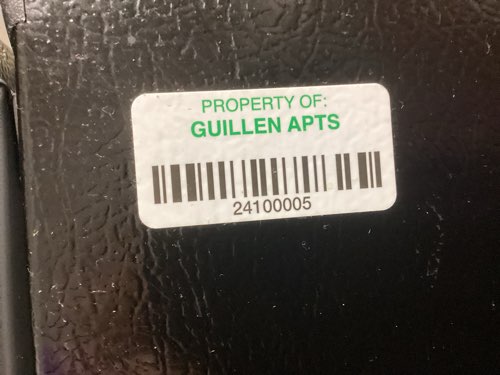 PROPERTY OF:
GUILLEN APTS
24100005